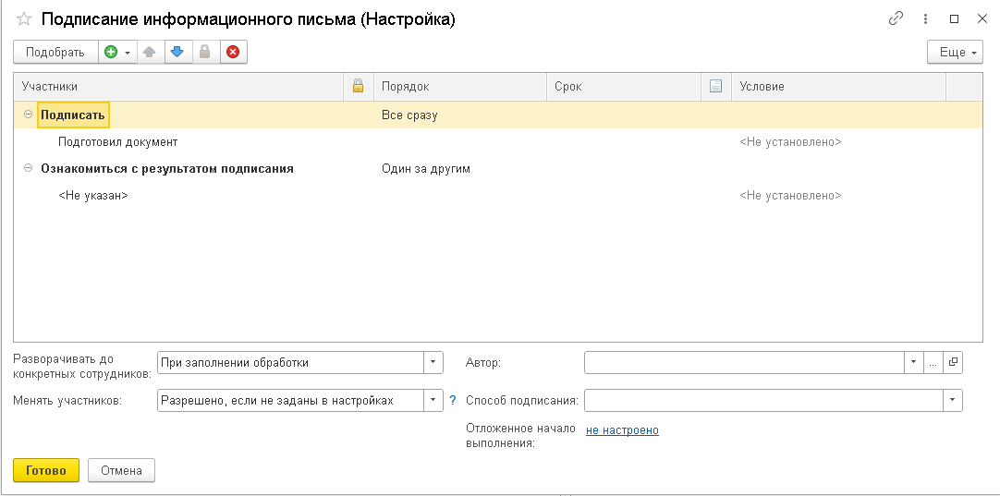 Подписание информационного письма (Настройка)
Подобрать Еще
Участники Порядок Срок Условие
Подписать Все сразу
Подготовил документ <Не установлено>
Ознакомиться с результатом подписания Один за другим
<Не указан> <Не установлено>
Разворачивать до
конкретных сотрудников: При заполнении обработки Автор: ...
Менять участников: Разрешено, если не заданы в настройках ? Способ подписания:
Отложенное начало
выполнения: не настроено
Готово Отмена